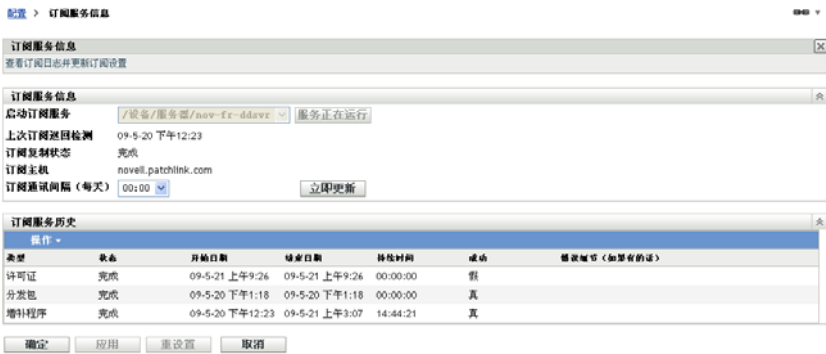 配置 > 订阅服务信息
订阅服务信息
查看订阅日志并更新订阅设置
订阅服务信息
启动订阅服务 /设备/服务器/nov-fr-ddsvr 服务正在运行
上次订阅巡回检测 09-5-20 下午12:23
订阅复制状态 完成
订阅主机 novell.patchlink.com
订阅通讯间隔（每天） 00:00 立即更新
订阅服务历史
操作
类型 状态 开始日期 结束日期 持续时间 成功 错误细节（如果有的话）
许可证 完成 09-5-21 上午9:26 09-5-21 上午9:26 00:00:00 假
分发包 完成 09-5-20 下午1:18 09-5-20 下午1:18 00:00:00 真
增补程序 完成 09-5-20 下午12:23 09-5-21 上午3:07 14:44:21 真
确定 应用 重设置 取消